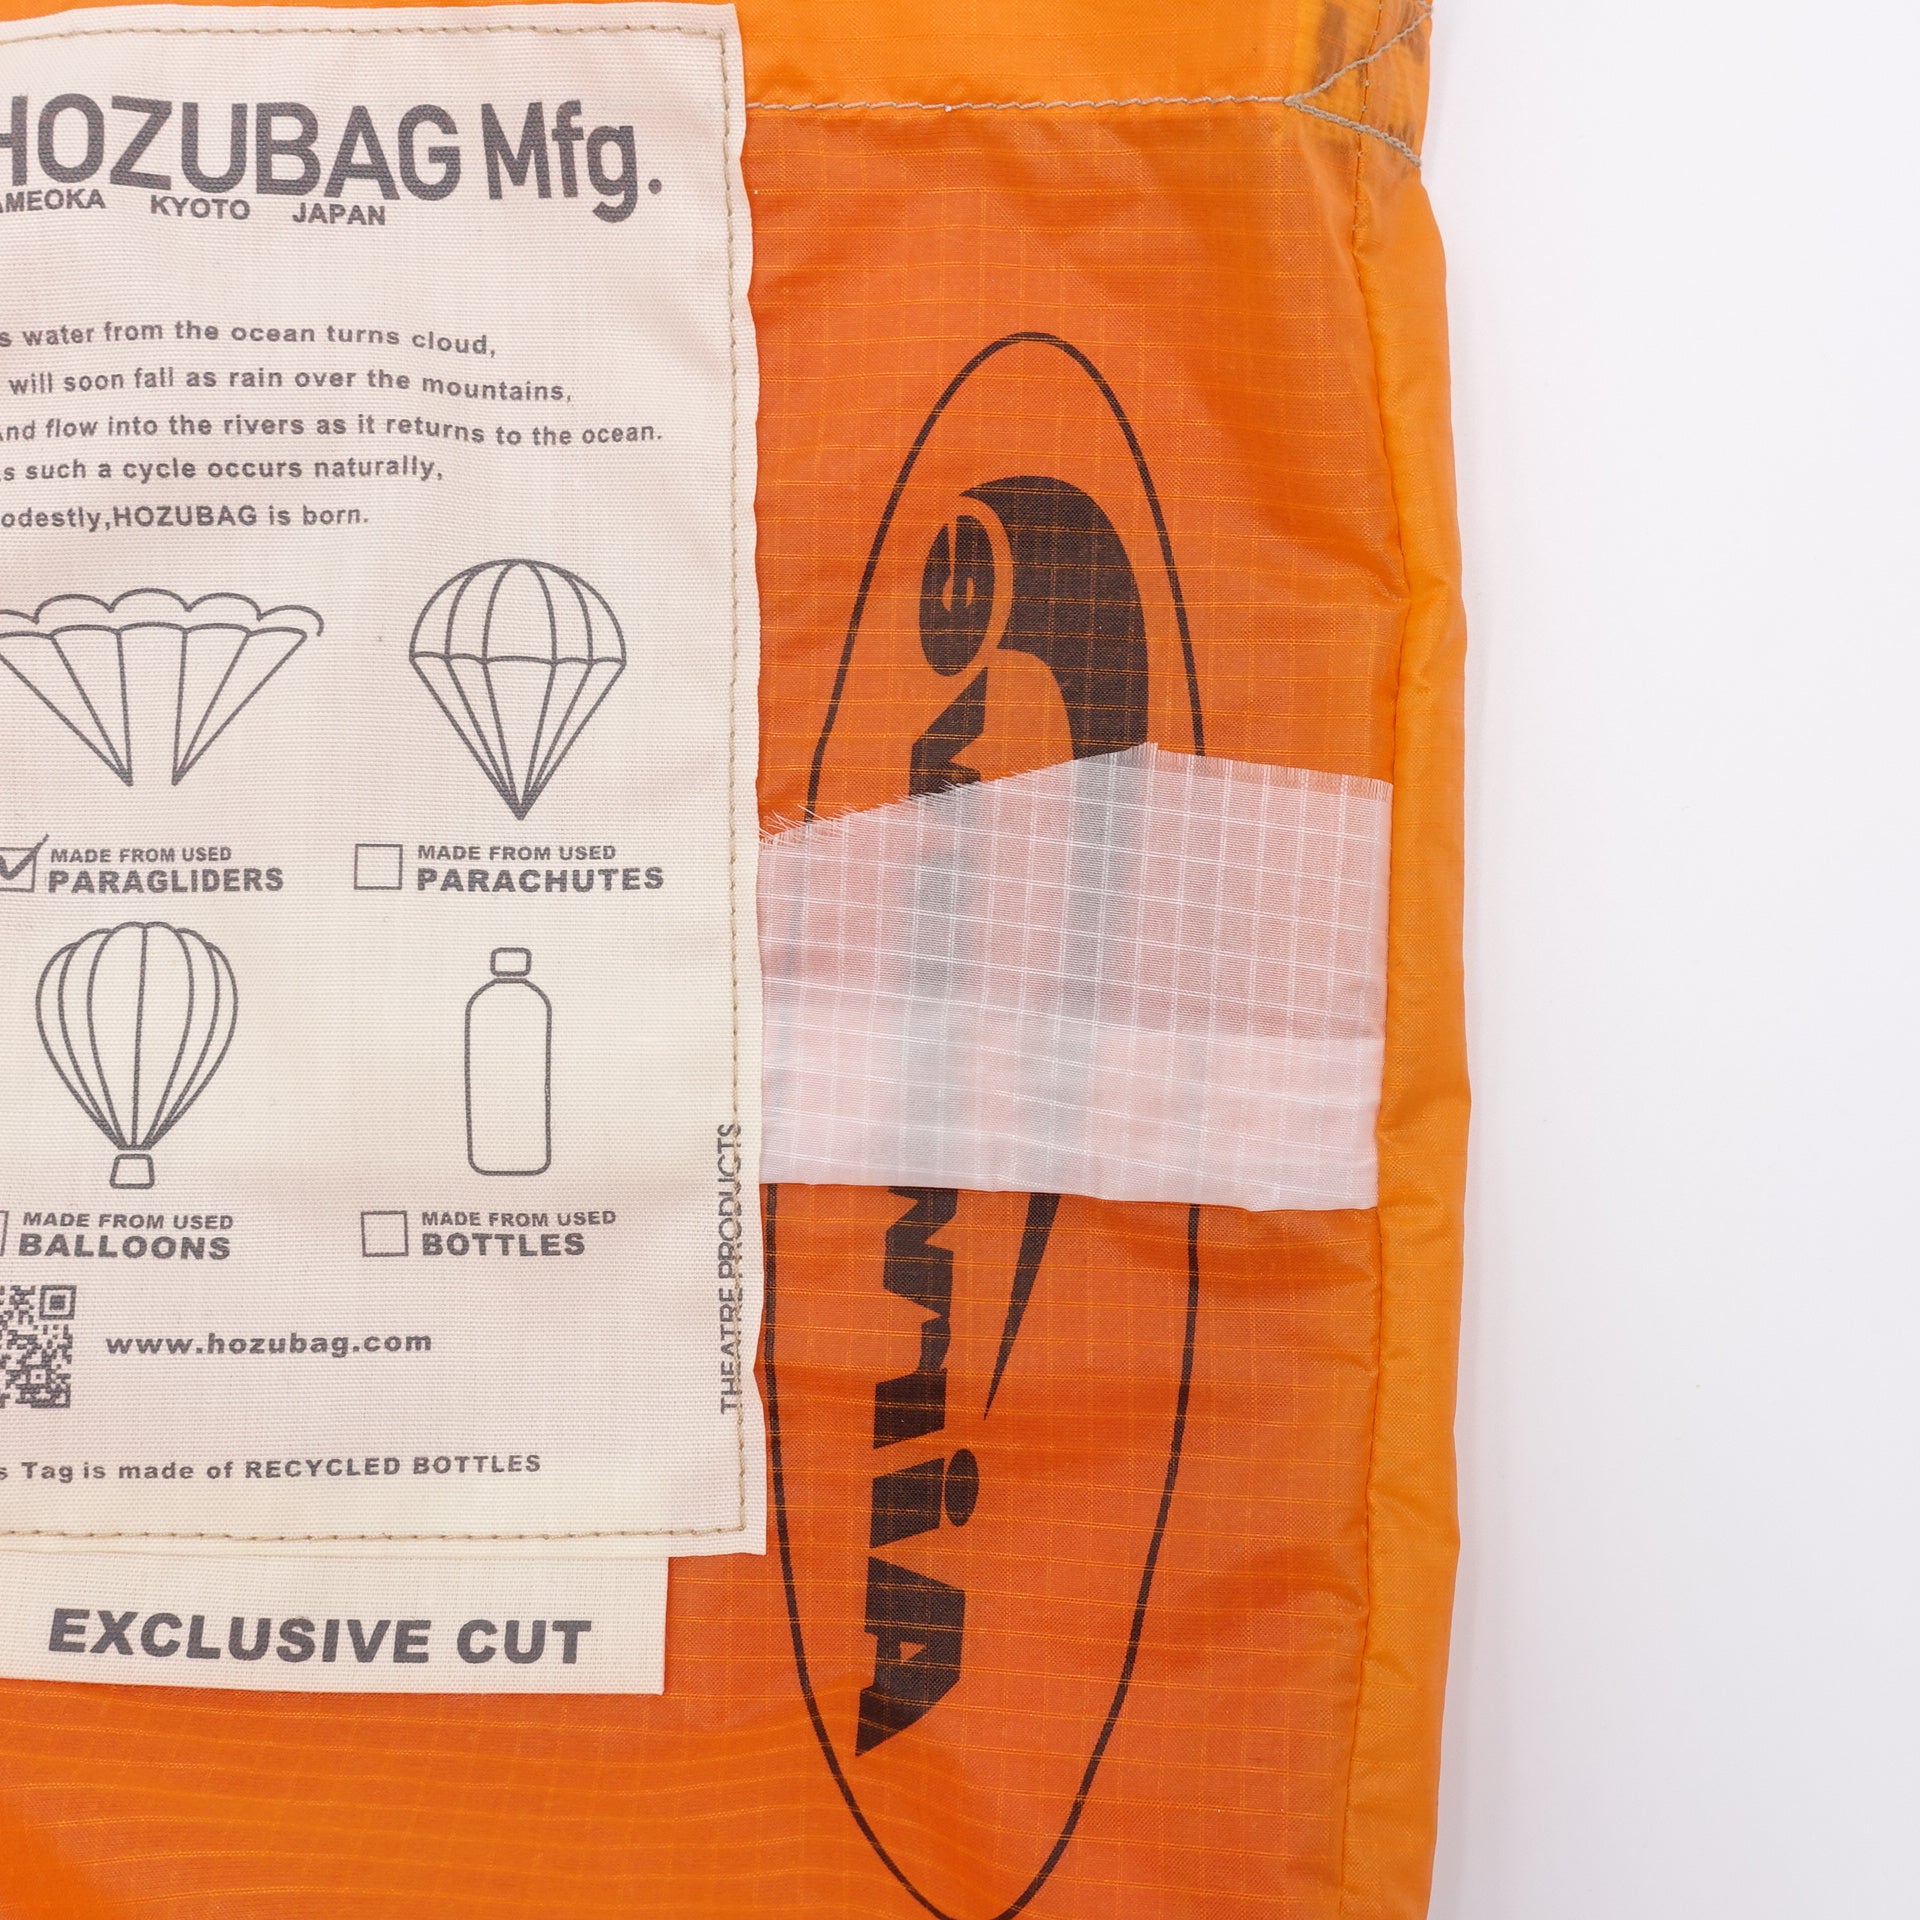 HOZUBAG Mfg.
AMEOKA KYOTO JAPAN
s water from the ocean turns cloud,
will soon fall as rain over the mountains,
And flow into the rivers as it returns to the ocean.
As such a cycle occurs naturally,
odestly,HOZUBAG is born.
MADE FROM USED
PARAGLIDERS
MADE FROM USED
PARACHUTES
MADE FROM USED
BALLOONS
MADE FROM USED
BOTTLES
www.hozubag.com
s Tag is made of RECYCLED BOTTLES
THEATRE PRODUCTS
EXCLUSIVE CUT